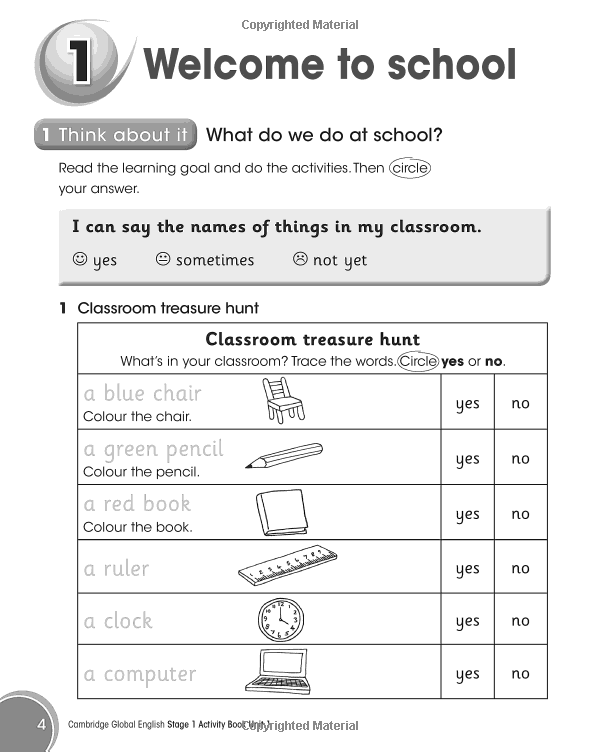 Copyrighted Material
1 Welcome to school
1 Think about it What do we do at school?
Read the learning goal and do the activities. Then circle
your answer.
I can say the names of things in my classroom.
yes sometimes not yet
1 Classroom treasure hunt
Classroom treasure hunt
What's in your classroom? Trace the words. Circle yes or no.
a blue chair
Colour the chair.
yes no
a green pencil
Colour the pencil.
yes no
a red book
Colour the book.
yes no
a ruler
yes no
a clock
yes no
a computer
yes no
4 Cambridge Global English Stage 1 Activity Book Unit 1
Copyrighted Material